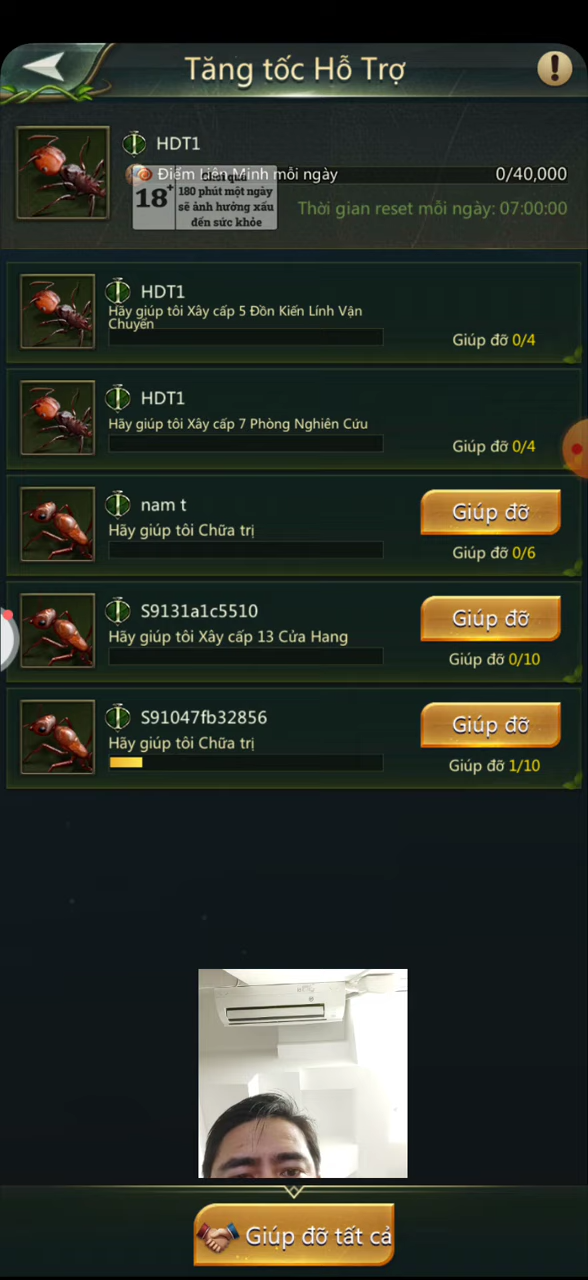 Tăng tốc Hỗ Trợ
HDT1
Điểm Liên Minh mỗi ngày
0/40,000
18+
180 phút một ngày
sẽ ảnh hưởng xấu
đến sức khỏe
Thời gian reset mỗi ngày: 07:00:00
HDT1
Hãy giúp tôi Xây cấp 5 Đồn Kiến Lính Vận
Chuyển
Giúp đỡ 0/4
HDT1
Hãy giúp tôi Xây cấp 7 Phòng Nghiên Cứu
Giúp đỡ 0/4
nam t
Hãy giúp tôi Chữa trị
Giúp đỡ
Giúp đỡ 0/6
S9131a1c5510
Hãy giúp tôi Xây cấp 13 Cửa Hang
Giúp đỡ
Giúp đỡ 0/10
S91047fb32856
Hãy giúp tôi Chữa trị
Giúp đỡ
Giúp đỡ 1/10
Giúp đỡ tất cả